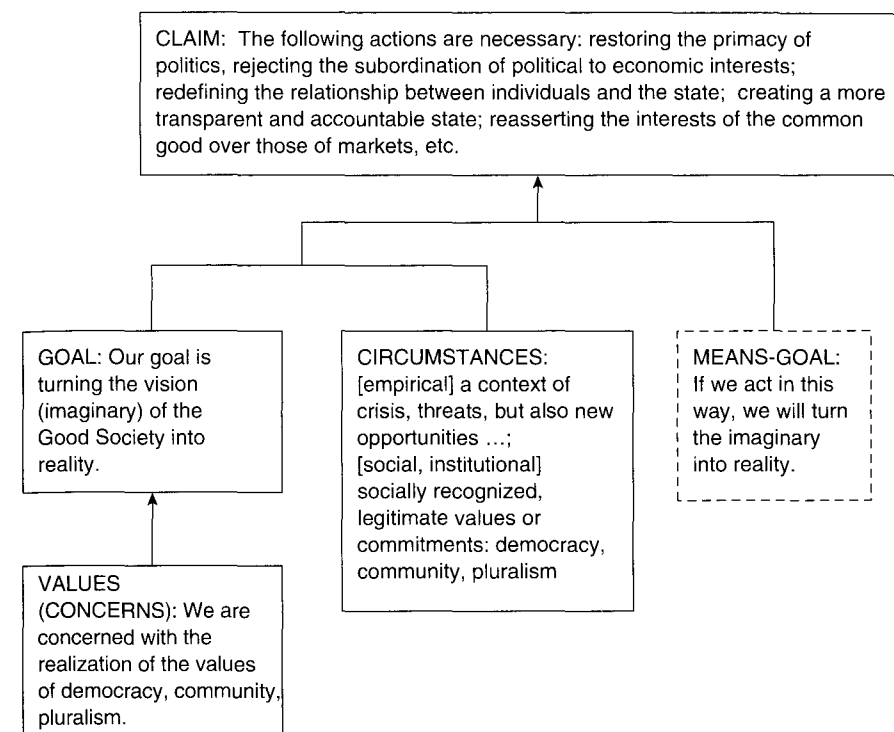 CLAIM: The following actions are necessary: restoring the primacy of
politics, rejecting the subordination of political to economic interests;
redefining the relationship between individuals and the state; creating a more
transparent and accountable state; reasserting the interests of the common
good over those of markets, etc.
GOAL: Our goal is
turning the vision
(imaginary) of the
Good Society into
reality.
CIRCUMSTANCES:
[empirical] a context of
crisis, threats, but also new
opportunities ...;
[social, institutional]
socially recognized,
legitimate values or
commitments: democracy,
community, pluralism
MEANS-GOAL:
If we act in this
way, we will turn
the imaginary
into reality.
VALUES
(CONCERNS): We are
concerned with the
realization of the values
of democracy, community,
pluralism.